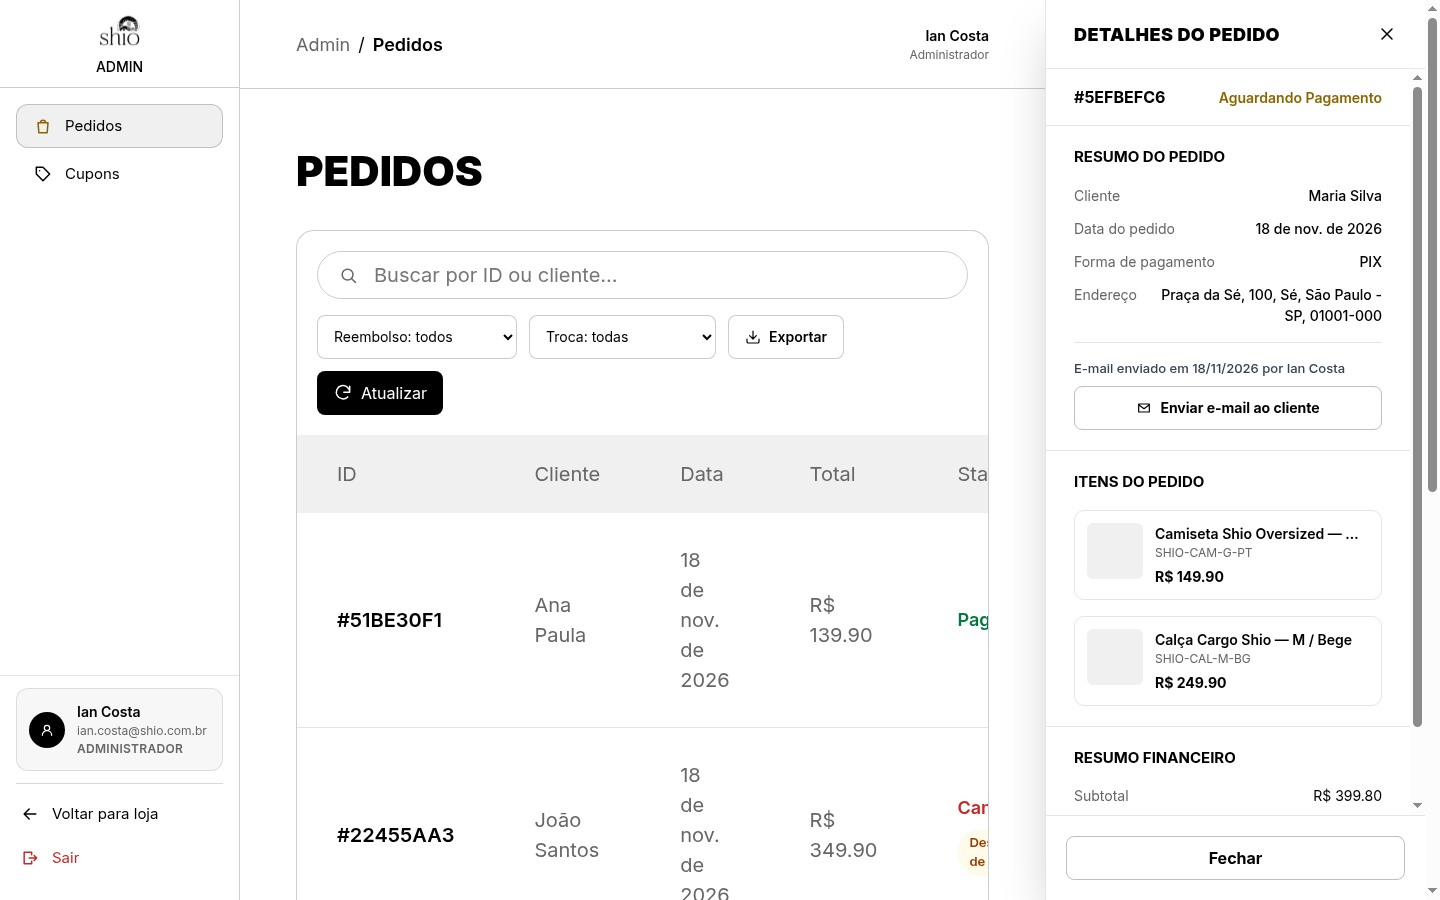 shio
ADMIN
Pedidos
Cupons
Ian Costa
ian.costa@shio.com.br
ADMINISTRADOR
Voltar para loja
Sair
Admin / Pedidos
Ian Costa
Administrador
PEDIDOS
Buscar por ID ou cliente...
Reembolso: todos
Troca: todas
Exportar
Atualizar
ID Cliente Data Total Sta
#51BE30F1
Ana
Paula
18
de
nov.
de
2026
R$
139.90
Pag
#22455AA3
João
Santos
18
de
nov.
de
2026
R$
349.90
Can
Des
de
DETALHES DO PEDIDO
#5EFBEFC6 Aguardando Pagamento
RESUMO DO PEDIDO
Cliente Maria Silva
Data do pedido 18 de nov. de 2026
Forma de pagamento PIX
Endereço Praça da Sé, 100, Sé, São Paulo -
SP, 01001-000
E-mail enviado em 18/11/2026 por Ian Costa
Enviar e-mail ao cliente
ITENS DO PEDIDO
Camiseta Shio Oversized — ...
SHIO-CAM-G-PT
R$ 149.90
Calça Cargo Shio — M / Bege
SHIO-CAL-M-BG
R$ 249.90
RESUMO FINANCEIRO
Subtotal R$ 399.80
Fechar